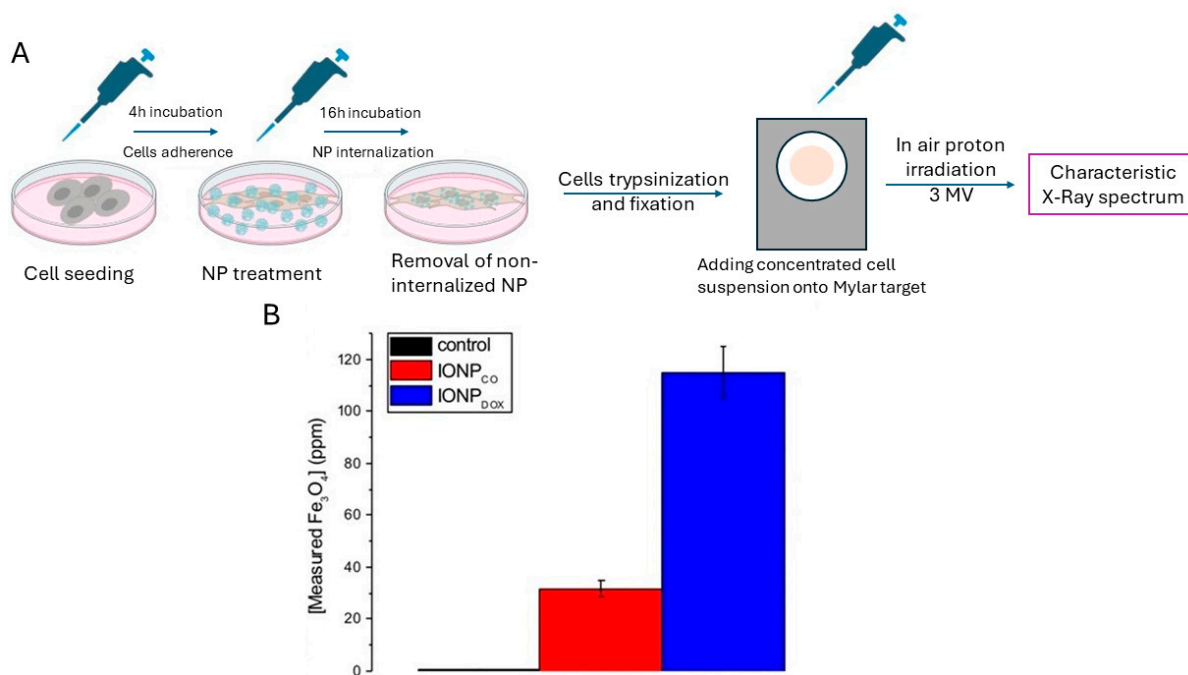 A
4h incubation
Cells adherence
16h incubation
NP internalization
Cell seeding
NP treatment
Removal of non-
internalized NP
Cells trypsinization
and fixation
Adding concentrated cell
suspension onto Mylar target
In air proton
irradiation
3 MV
Characteristic
X-Ray spectrum
B
control
IONP_CO
IONP_DOX
[Measured Fe₃O₄] (ppm)
120
100
80
60
40
20
0